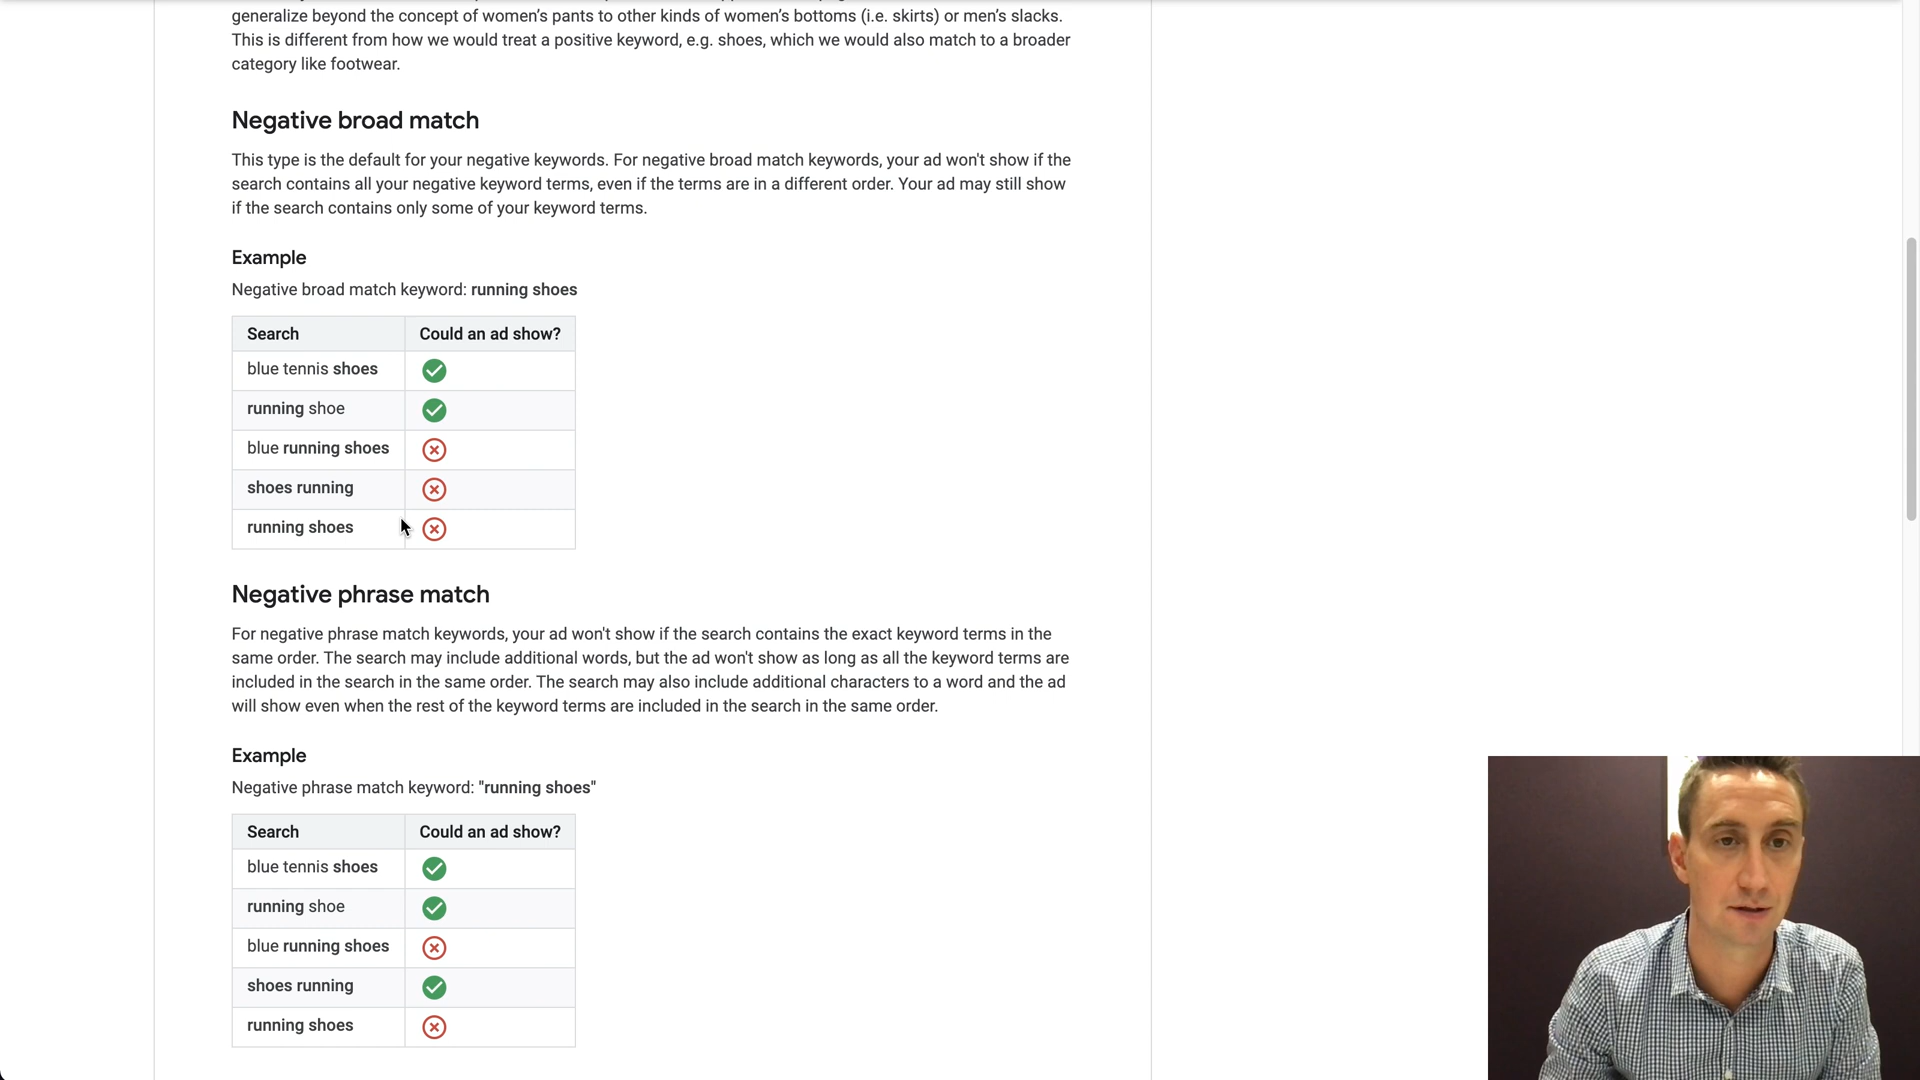 generalize beyond the concept of women's pants to other kinds of women's bottoms (i.e. skirts) or men's slacks.
This is different from how we would treat a positive keyword, e.g. shoes, which we would also match to a broader
category like footwear.
Negative broad match
This type is the default for your negative keywords. For negative broad match keywords, your ad won't show if the
search contains all your negative keyword terms, even if the terms are in a different order. Your ad may still show
if the search contains only some of your keyword terms.
Example
Negative broad match keyword: running shoes
Search Could an ad show?
blue tennis shoes
running shoe
blue running shoes
shoes running
running shoes
Negative phrase match
For negative phrase match keywords, your ad won't show if the search contains the exact keyword terms in the
same order. The search may include additional words, but the ad won't show as long as all the keyword terms are
included in the search in the same order. The search may also include additional characters to a word and the ad
will show even when the rest of the keyword terms are included in the search in the same order.
Example
Negative phrase match keyword: "running shoes"
Search Could an ad show?
blue tennis shoes
running shoe
blue running shoes
shoes running
running shoes